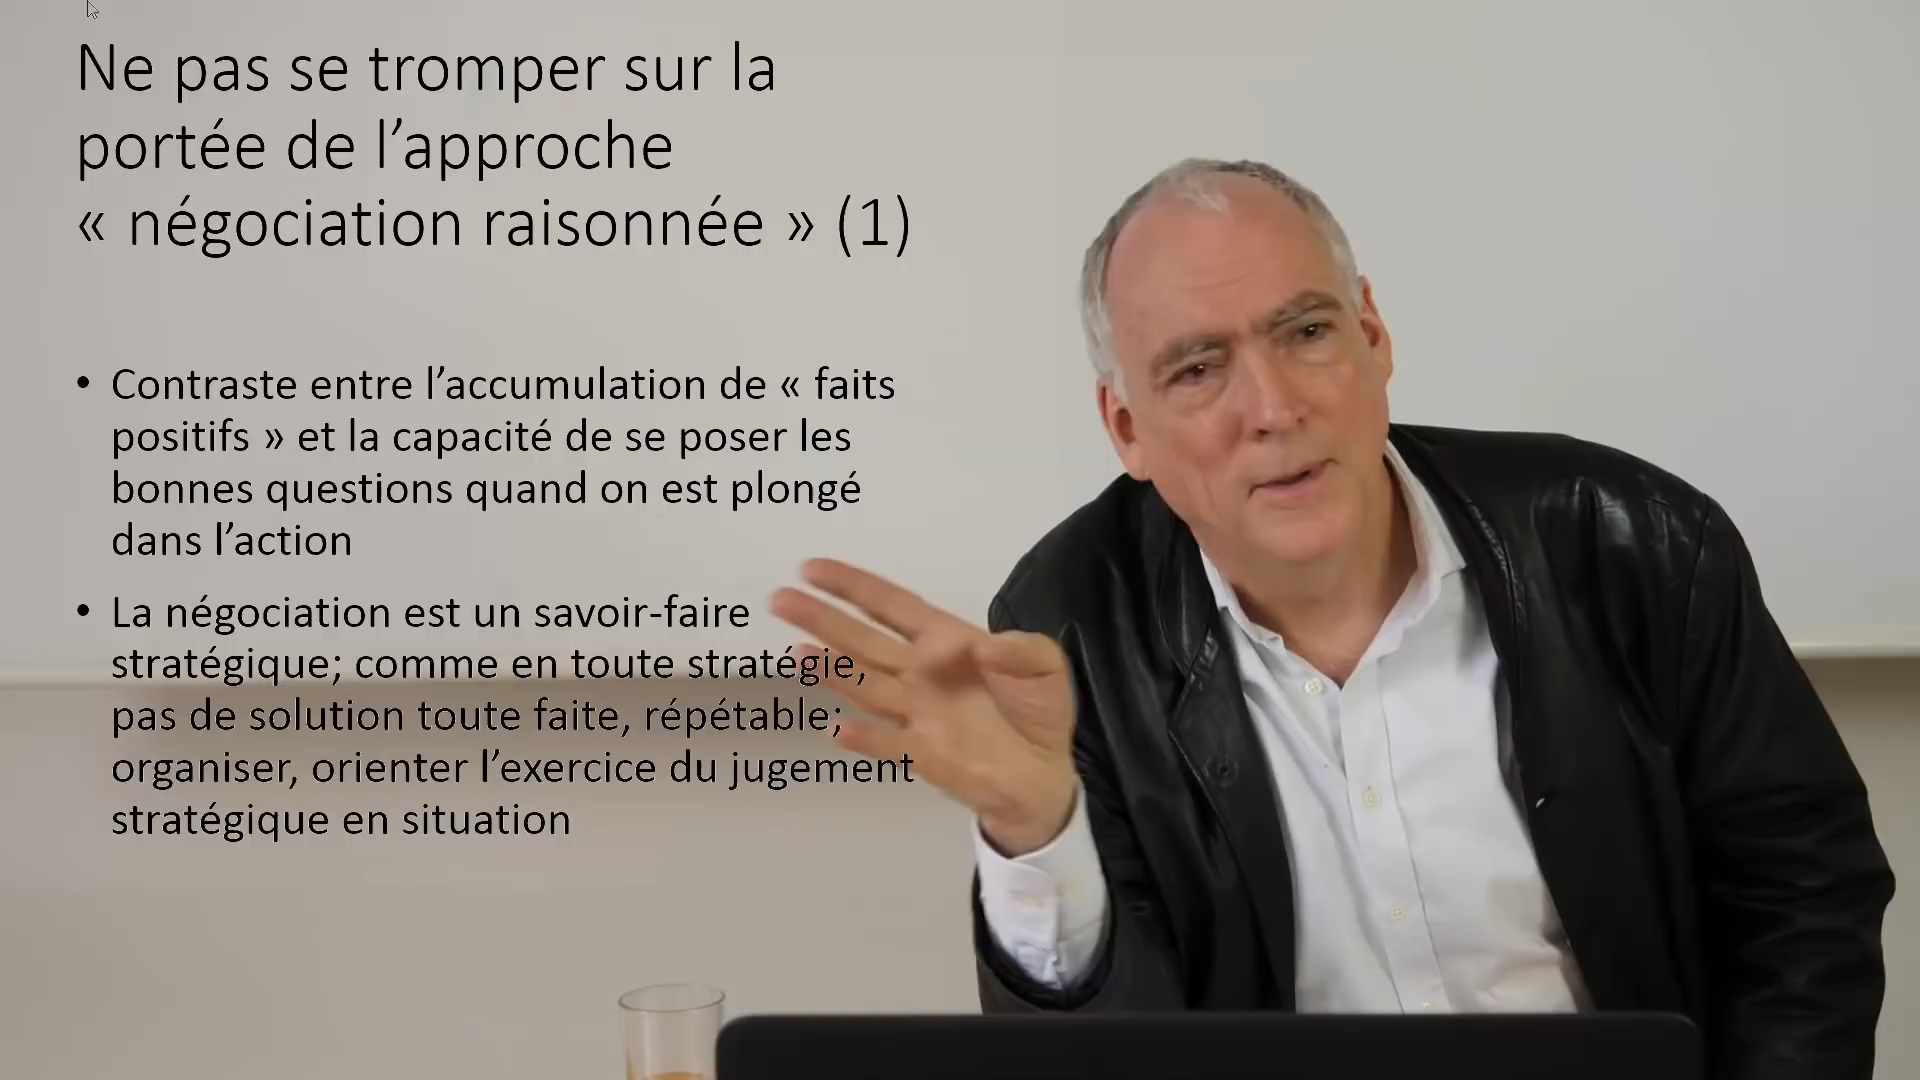 Ne pas se tromper sur la
portée de l’approche
« négociation raisonnée » (1)
• Contraste entre l’accumulation de « faits
positifs » et la capacité de se poser les
bonnes questions quand on est plongé
dans l’action
• La négociation est un savoir-faire
stratégique; comme en toute stratégie,
pas de solution toute faite, répétable;
organiser, orienter l’exercice du jugement
stratégique en situation